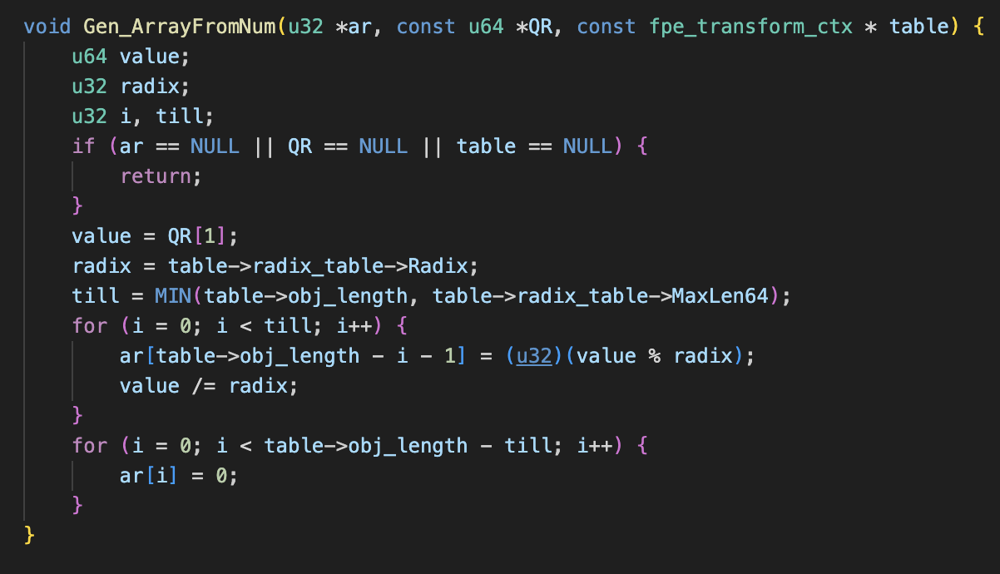 void Gen_ArrayFromNum(u32 *ar, const u64 *QR, const fpe_transform_ctx * table) {
    u64 value;
    u32 radix;
    u32 i, till;
    if (ar == NULL || QR == NULL || table == NULL) {
        return;
    }
    value = QR[1];
    radix = table->radix_table->Radix;
    till = MIN(table->obj_length, table->radix_table->MaxLen64);
    for (i = 0; i < till; i++) {
        ar[table->obj_length - i - 1] = (u32)(value % radix);
        value /= radix;
    }
    for (i = 0; i < table->obj_length - till; i++) {
        ar[i] = 0;
    }
}